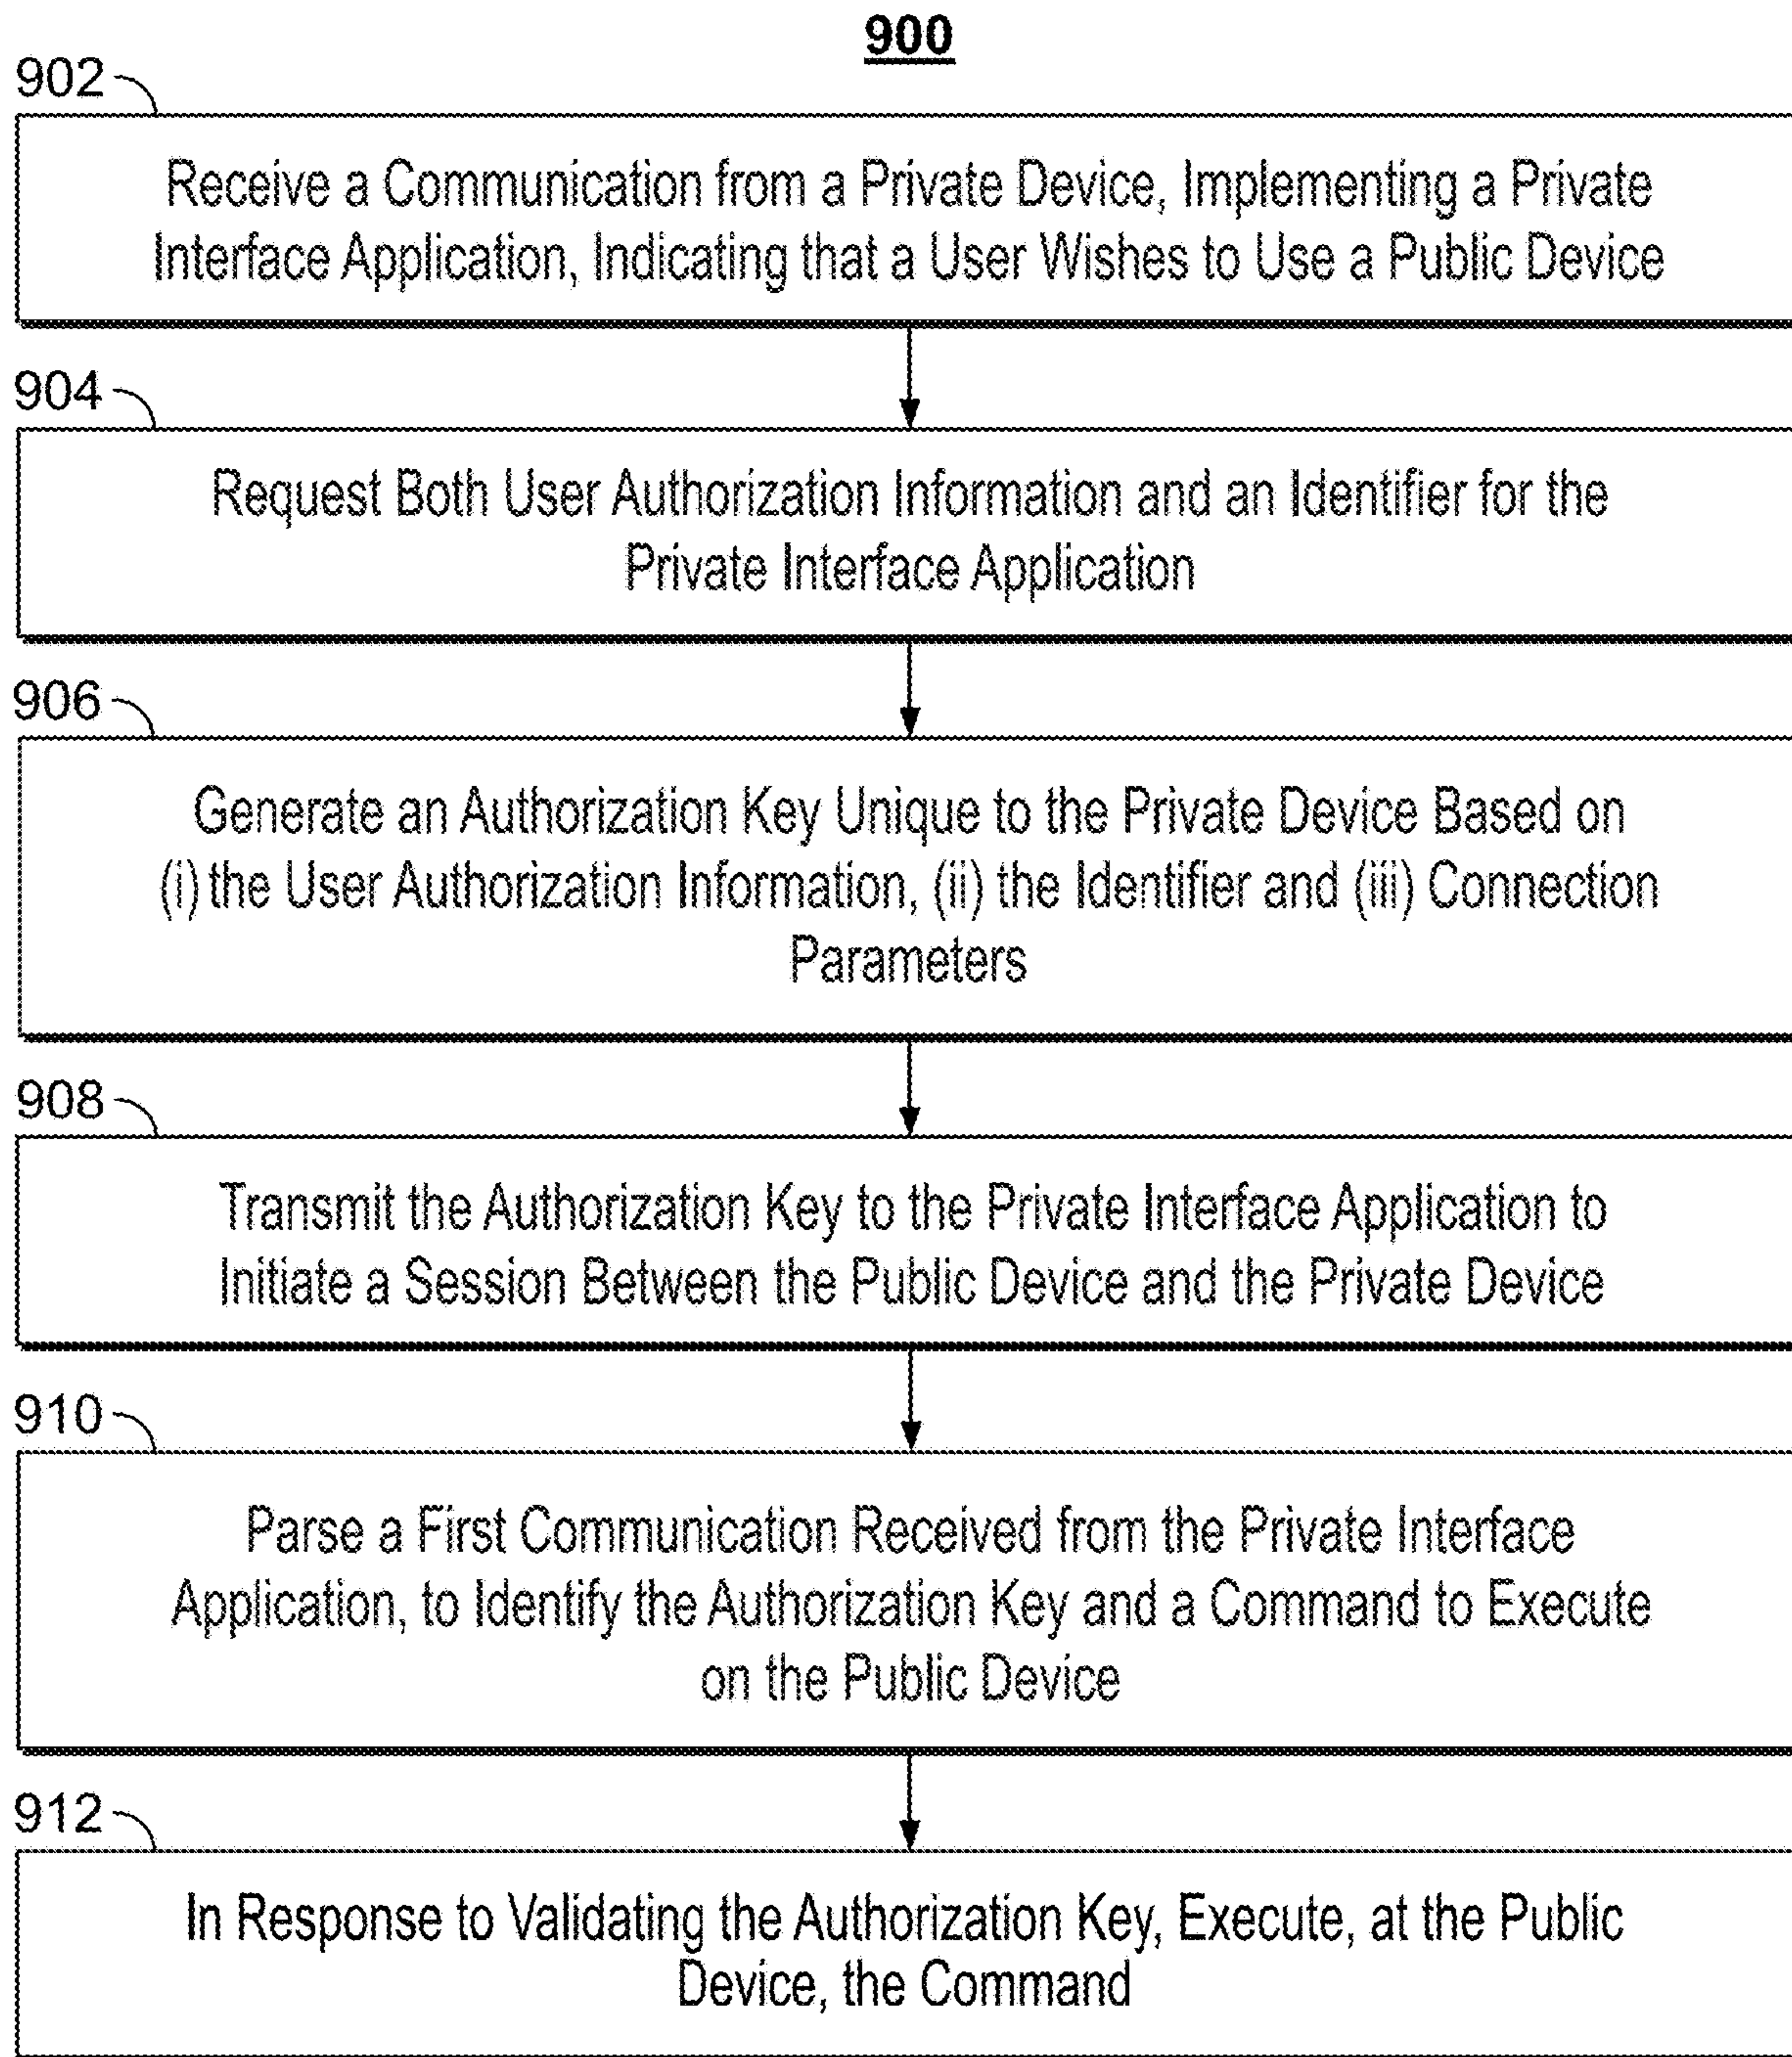 900
902
Receive a Communication from a Private Device, Implementing a Private
Interface Application, Indicating that a User Wishes to Use a Public Device
904
Request Both User Authorization Information and an Identifier for the
Private Interface Application
906
Generate an Authorization Key Unique to the Private Device Based on
(i) the User Authorization Information, (ii) the Identifier and (iii) Connection
Parameters
908
Transmit the Authorization Key to the Private Interface Application to
Initiate a Session Between the Public Device and the Private Device
910
Parse a First Communication Received from the Private Interface
Application, to Identify the Authorization Key and a Command to Execute
on the Public Device
912
In Response to Validating the Authorization Key, Execute, at the Public
Device, the Command